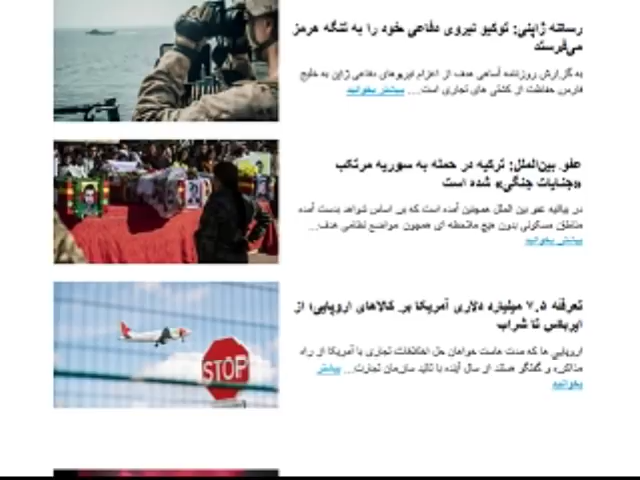 رسانه ژاپنی: توکیو نیروی دفاعی خود را به تنگه هرمز
می‌فرستد
به گزارش روزنامه آساهی هدف از اعزام نیروهای دفاعی ژاپن به خلیج
فارس حفاظت از کشتی های تجاری است... بیشتر بخوانید
عفو بین‌الملل: ترکیه در حمله به سوریه مرتکب
«جنایات جنگی» شده است
در بیانیه عفو بین الملل همچنین آمده است که بر اساس شواهد بدست آمده
مناطق مسکونی بدون هیچ ملاحظه ای همچون مواضع نظامی هدف...
بیشتر بخوانید
تعرفه ۷.۵ میلیارد دلاری آمریکا بر کالاهای اروپایی؛ از
ایرباس تا شراب
اروپایی ها که مدت هاست خواهان حل اختلافات تجاری با آمریکا از راه
مذاکره و گفتگو هستند از سال آینده با تائید سازمان تجارت... بیشتر
بخوانید
STOP